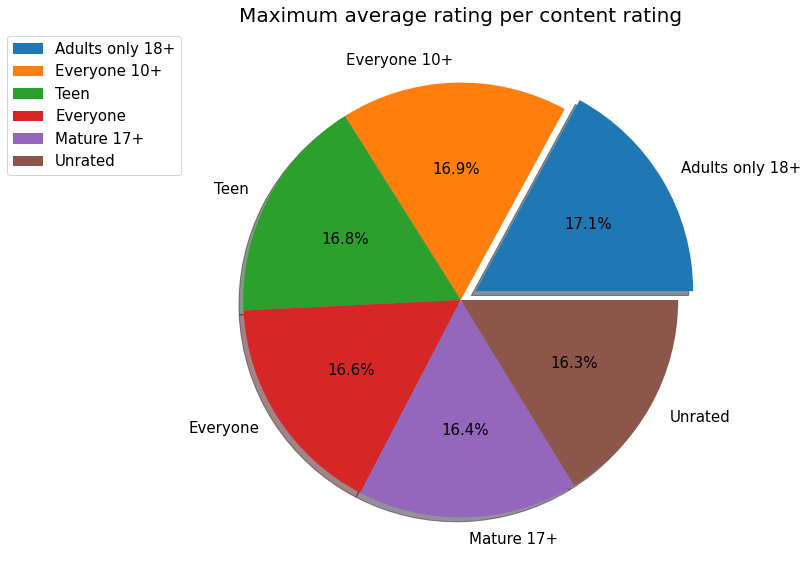 Maximum average rating per content rating
Adults only 18+
Everyone 10+
Teen
Everyone
Mature 17+
Unrated
Everyone 10+
Adults only 18+
Teen
Everyone
Mature 17+
Unrated
16.9%
17.1%
16.8%
16.6%
16.4%
16.3%